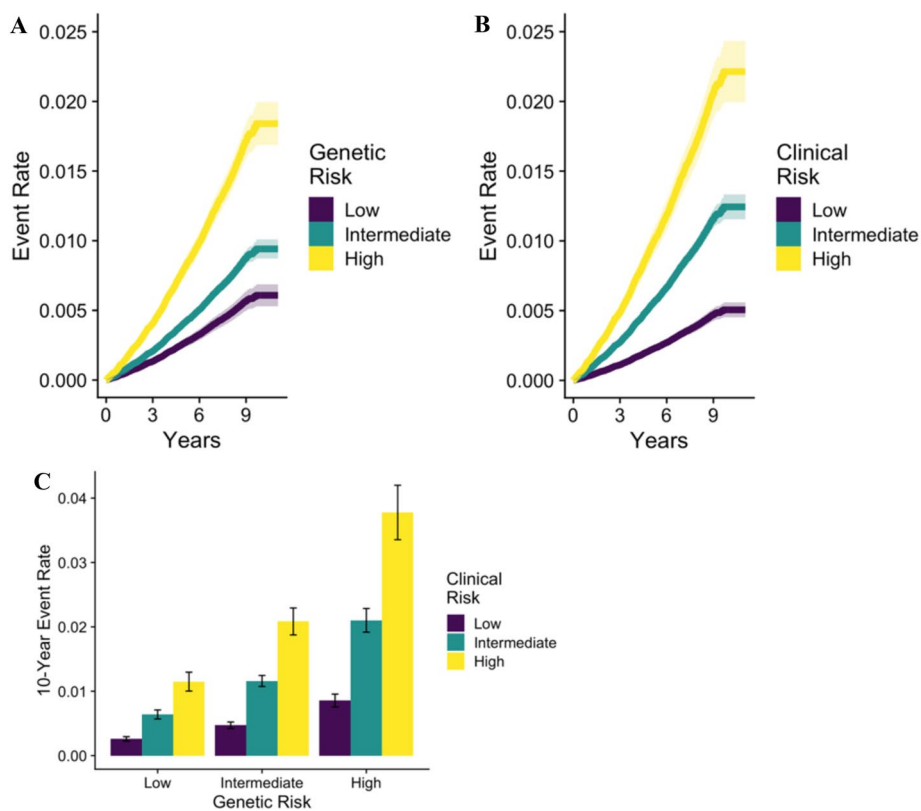 A
0.025
0.020
0.015
0.010
0.005
0.000
Event Rate
0 3 6 9
Years
Genetic
Risk
Low
Intermediate
High
B
0.025
0.020
0.015
0.010
0.005
0.000
Event Rate
0 3 6 9
Years
Clinical
Risk
Low
Intermediate
High
C
0.04
0.03
0.02
0.01
0.00
10-Year Event Rate
Low Intermediate High
Genetic Risk
Clinical
Risk
Low
Intermediate
High